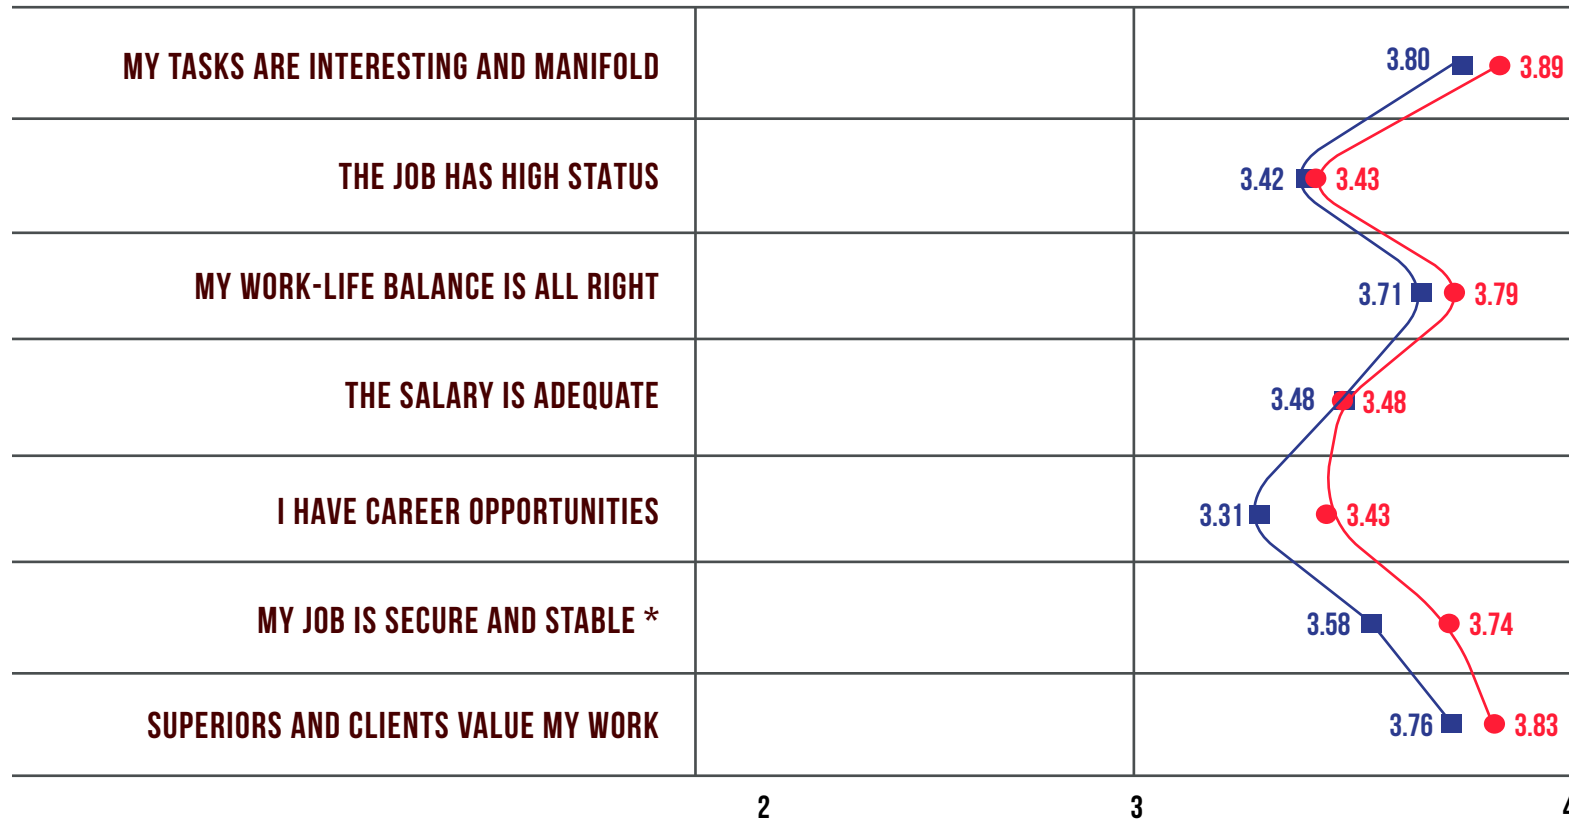 MY TASKS ARE INTERESTING AND MANIFOLD 3.80 3.89
THE JOB HAS HIGH STATUS 3.42 3.43
MY WORK-LIFE BALANCE IS ALL RIGHT 3.71 3.79
THE SALARY IS ADEQUATE 3.48 3.48
I HAVE CAREER OPPORTUNITIES 3.31 3.43
MY JOB IS SECURE AND STABLE * 3.58 3.74
SUPERIORS AND CLIENTS VALUE MY WORK 3.76 3.83
2 3 4